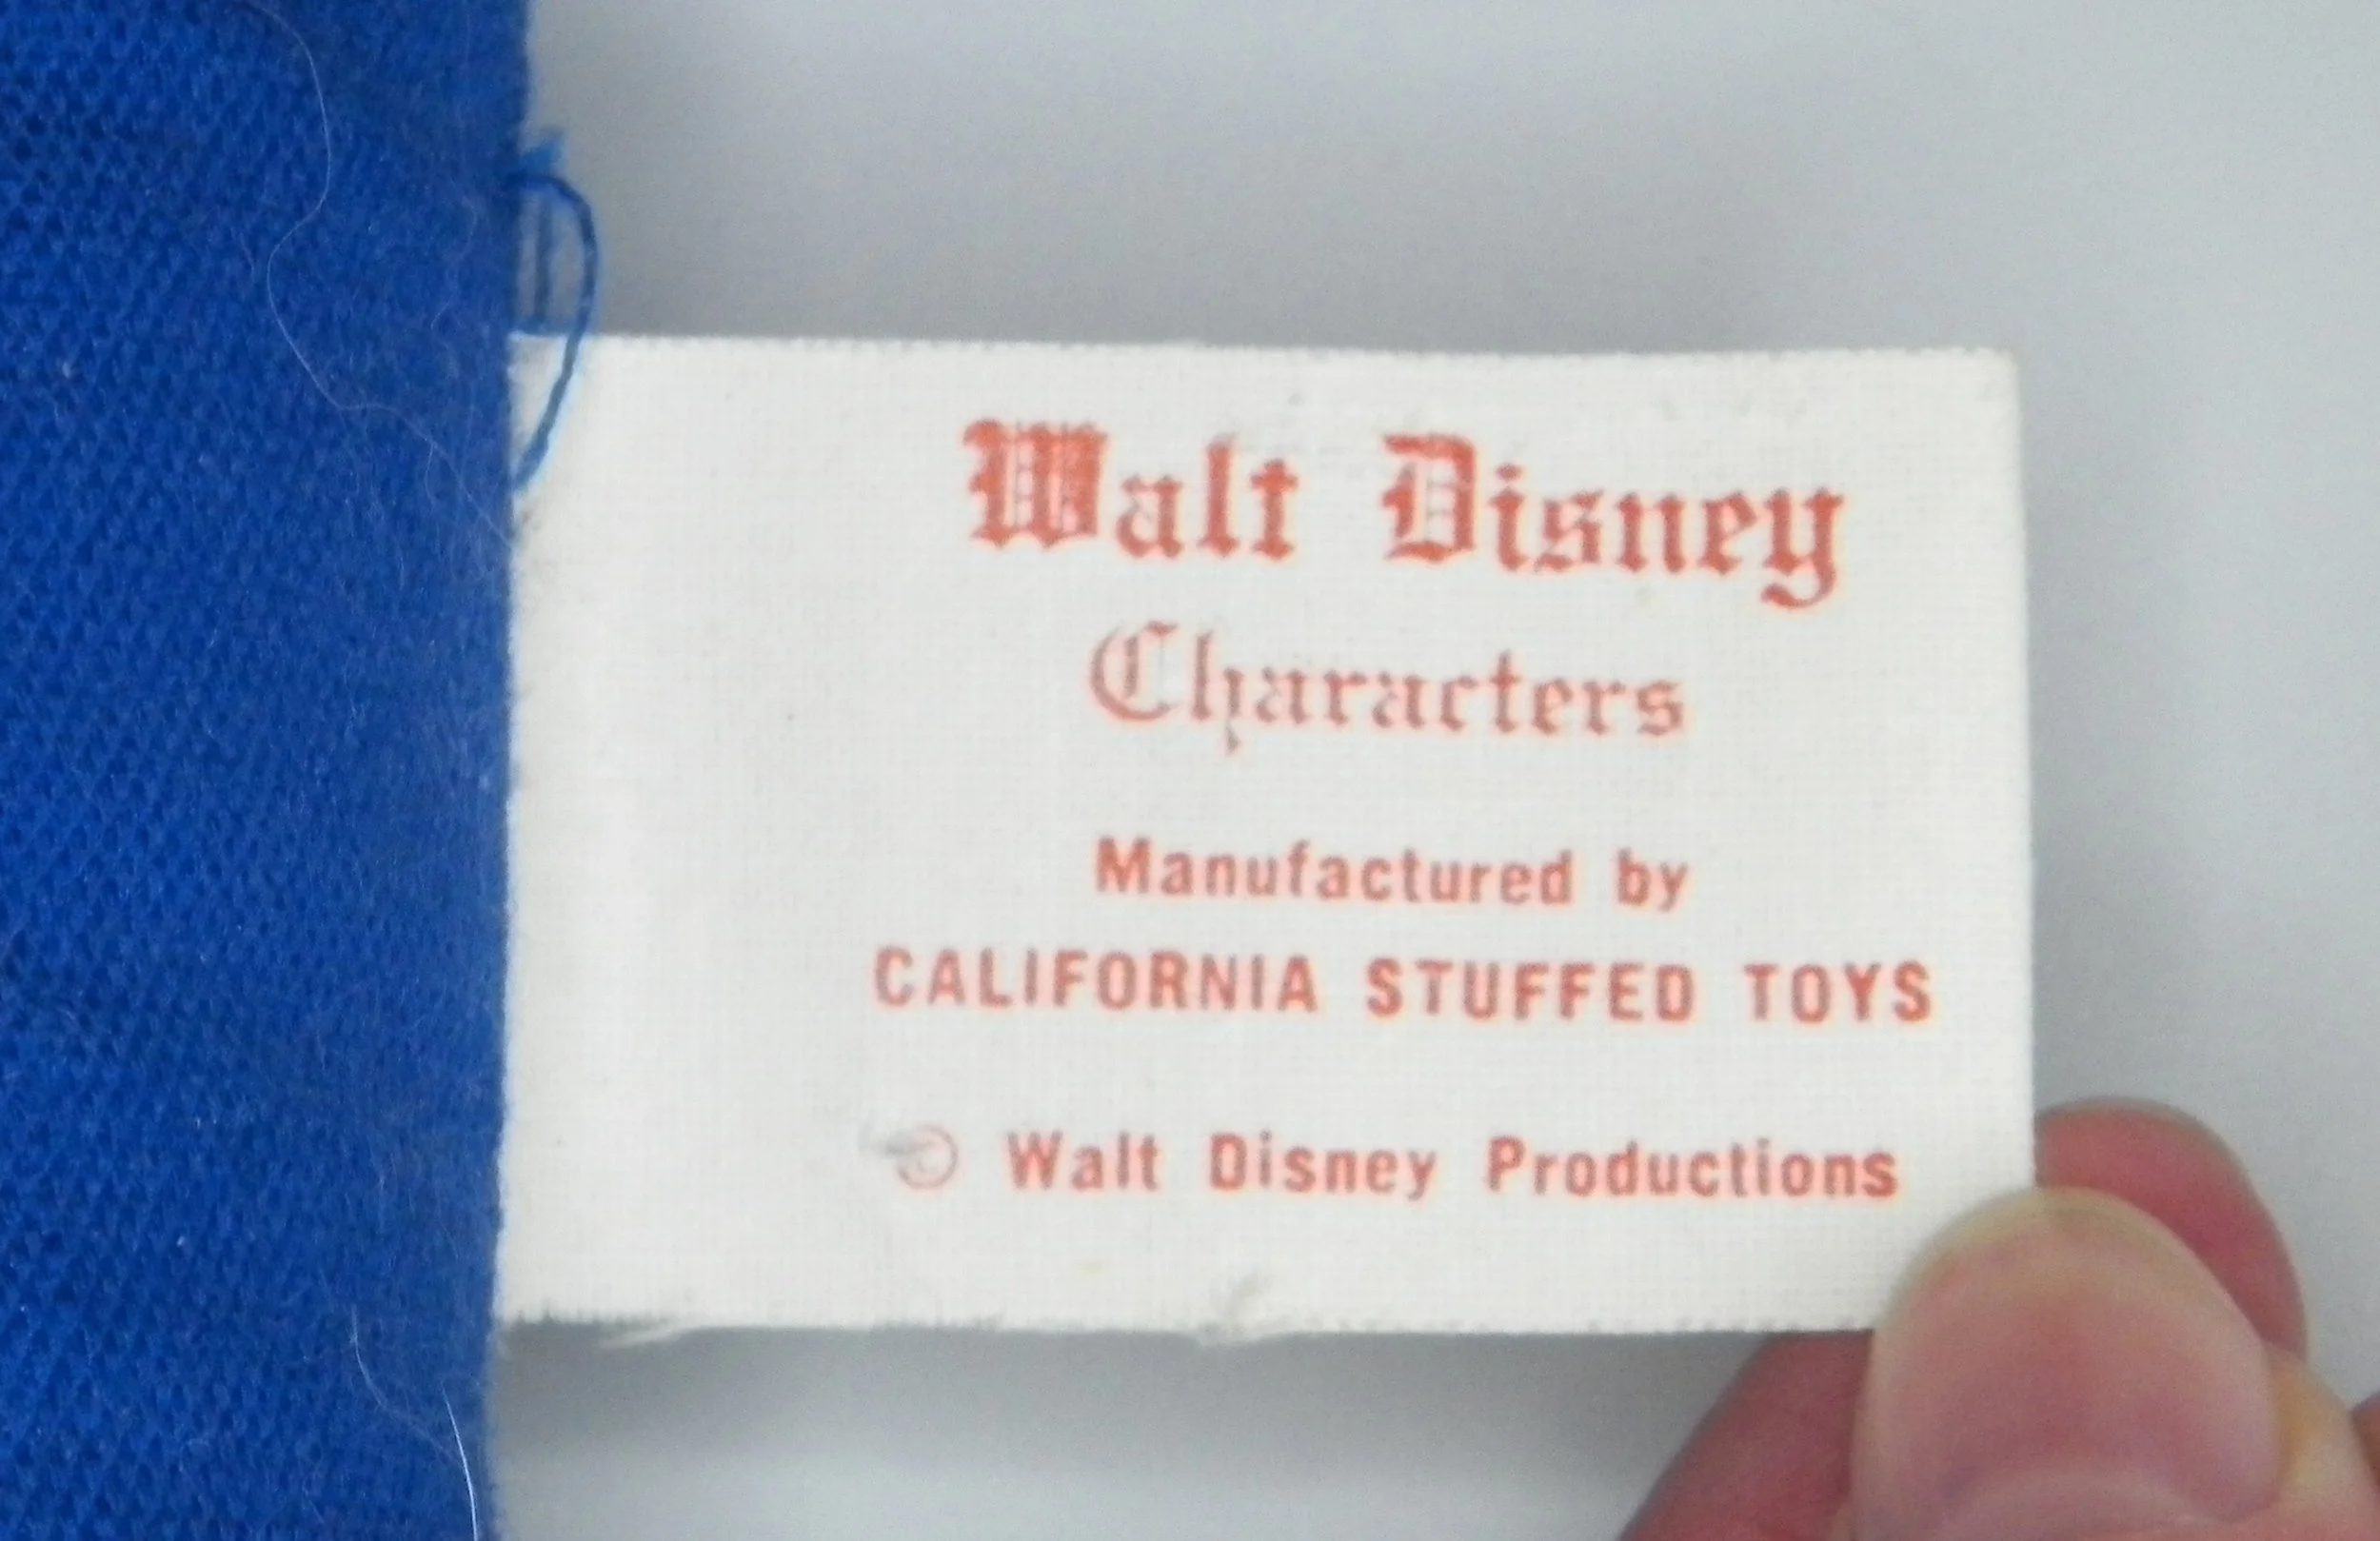 Walt Disney
Characters
Manufactured by
CALIFORNIA STUFFED TOYS
© Walt Disney Productions